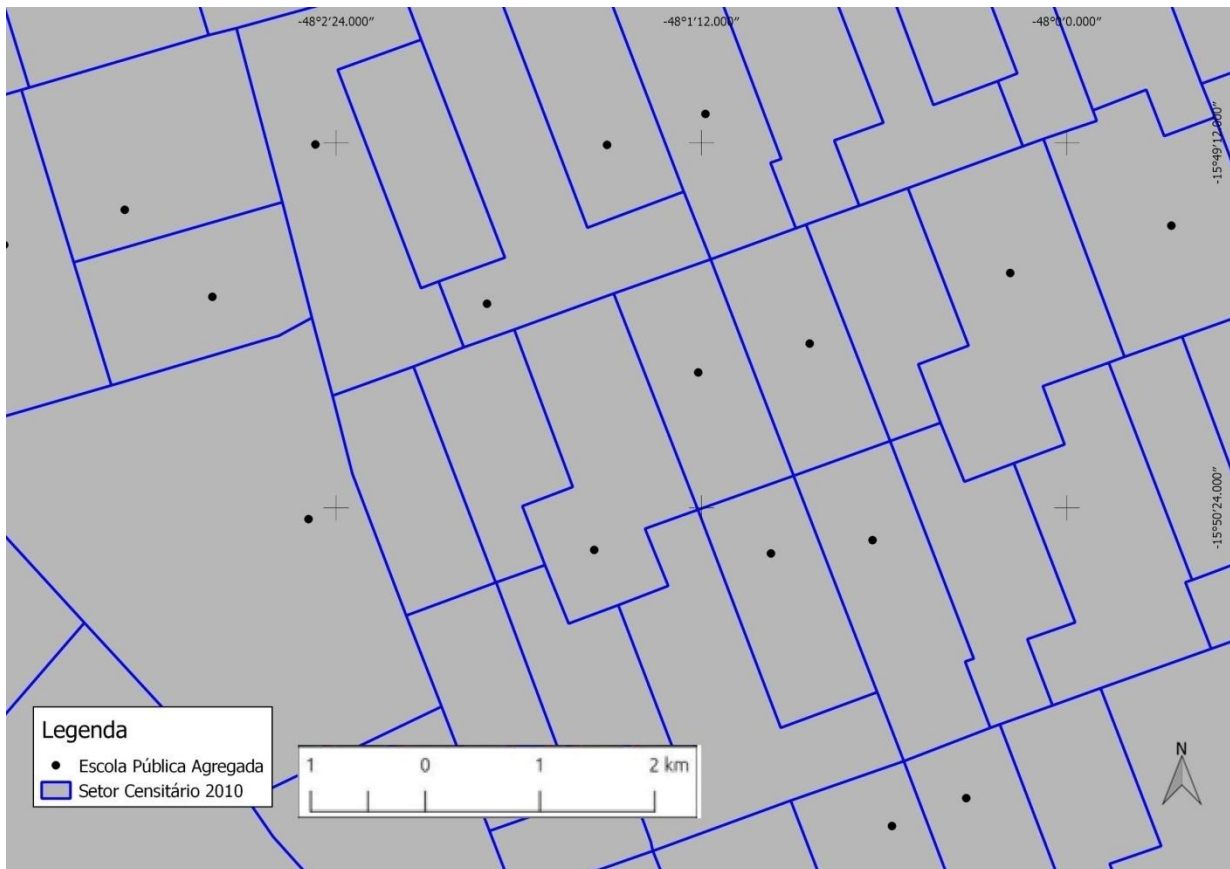 -48°2′24.000″
-48°1′12.000″
-48°0′0.000″
-15°49′12.000″
-15°50′24.000″
Legenda
Escola Pública Agregada
Setor Censitário 2010
1 0 1 2 km
N